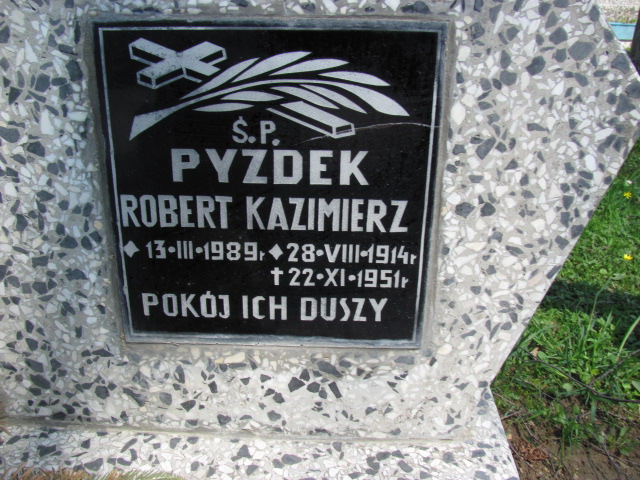 Ś.P.
PYZDEK
ROBERT KAZIMIERZ
♦ 13·III·1989r ♦ 28·VIII·1914r
✝ 22·XI·1951r
POKÓJ ICH DUSZY